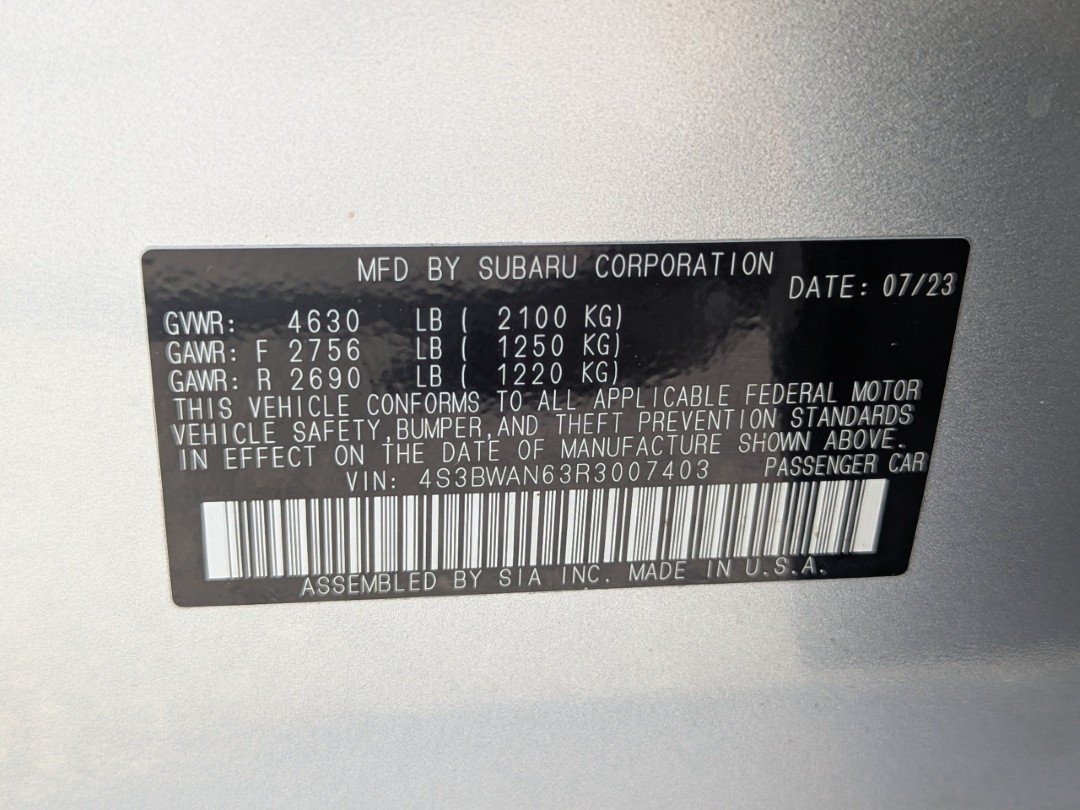 MFD BY SUBARU CORPORATION
DATE: 07/23
GVWR: 4630 LB ( 2100 KG)
GAWR: F 2756 LB ( 1250 KG)
GAWR: R 2690 LB ( 1220 KG)
THIS VEHICLE CONFORMS TO ALL APPLICABLE FEDERAL MOTOR
VEHICLE SAFETY,BUMPER,AND THEFT PREVENTION STANDARDS
IN EFFECT ON THE DATE OF MANUFACTURE SHOWN ABOVE.
VIN: 4S3BWAN63R3007403 PASSENGER CAR
ASSEMBLED BY SIA INC. MADE IN U.S.A.